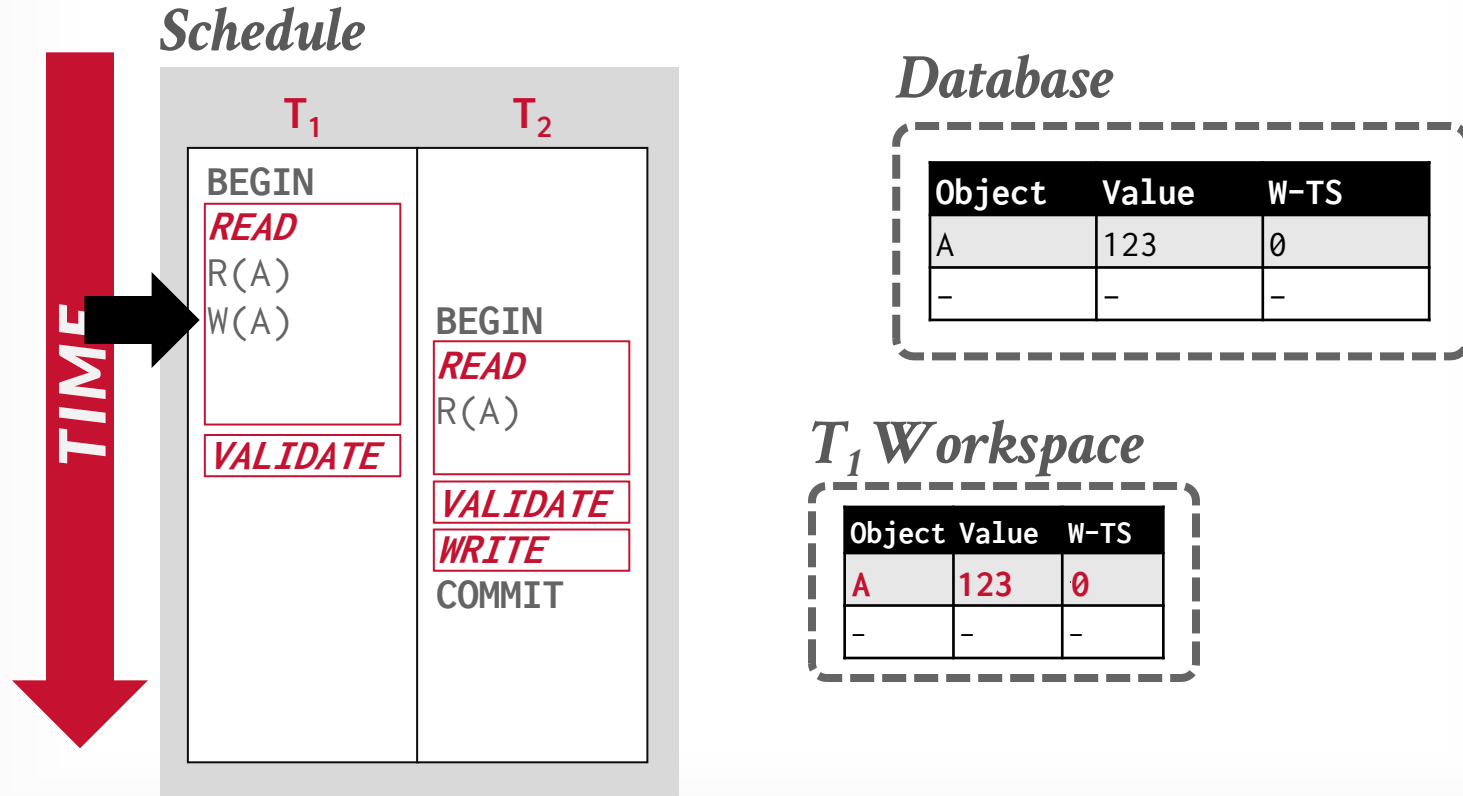 Schedule
TIME
T1 T2
BEGIN
READ
R(A)
W(A)
VALIDATE
BEGIN
READ
R(A)
VALIDATE
WRITE
COMMIT
Database
Object Value W-TS
A 123 0
- - -
T1 Workspace
Object Value W-TS
A 123 0
- - -